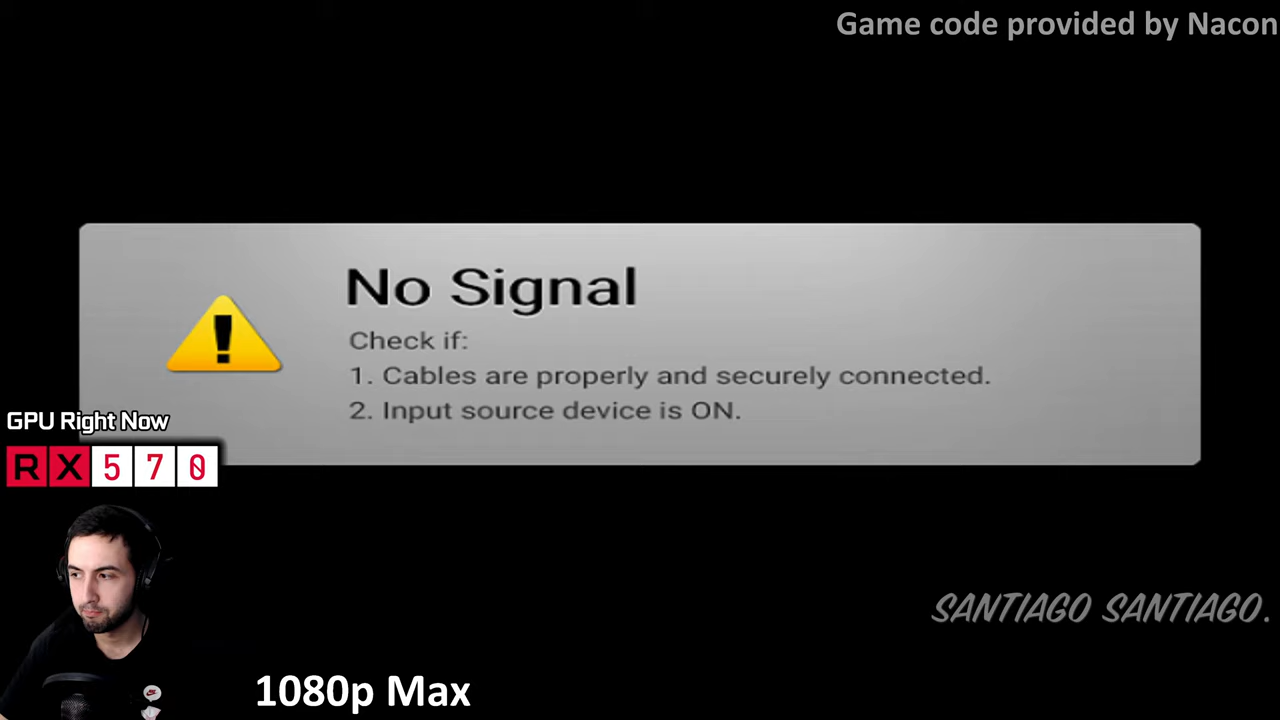 Game code provided by Nacon
No Signal
Check if:
1. Cables are properly and securely connected.
2. Input source device is ON.
GPU Right Now
RX570
SANTIAGO SANTIAGO.
1080p Max